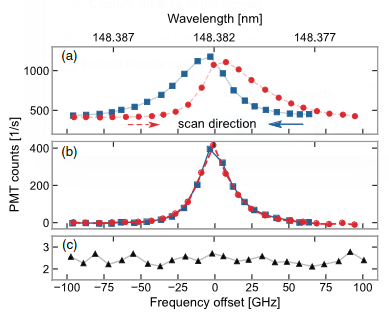 Wavelength [nm]
148.387 148.382 148.377
(a)
1000
500
scan direction
PMT counts [1/s]
(b)
400
200
0
(c)
3
2
−100 −75 −50 −25 0 25 50 75 100
Frequency offset [GHz]